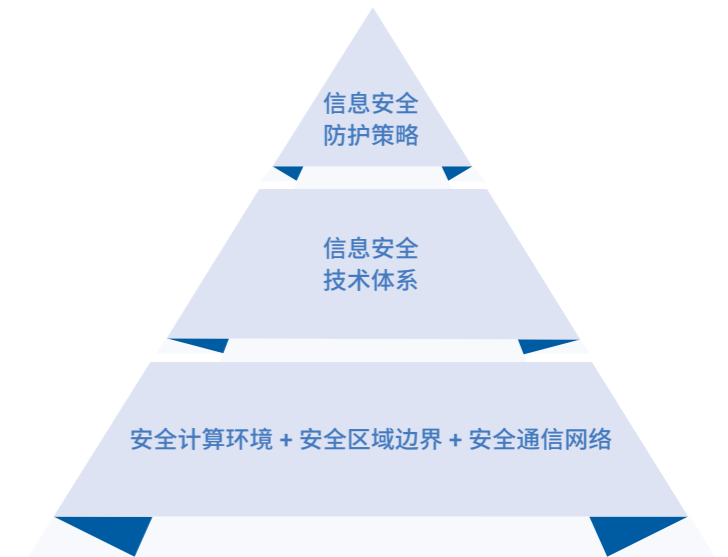 信息安全
防护策略
信息安全
技术体系
安全计算环境 + 安全区域边界 + 安全通信网络